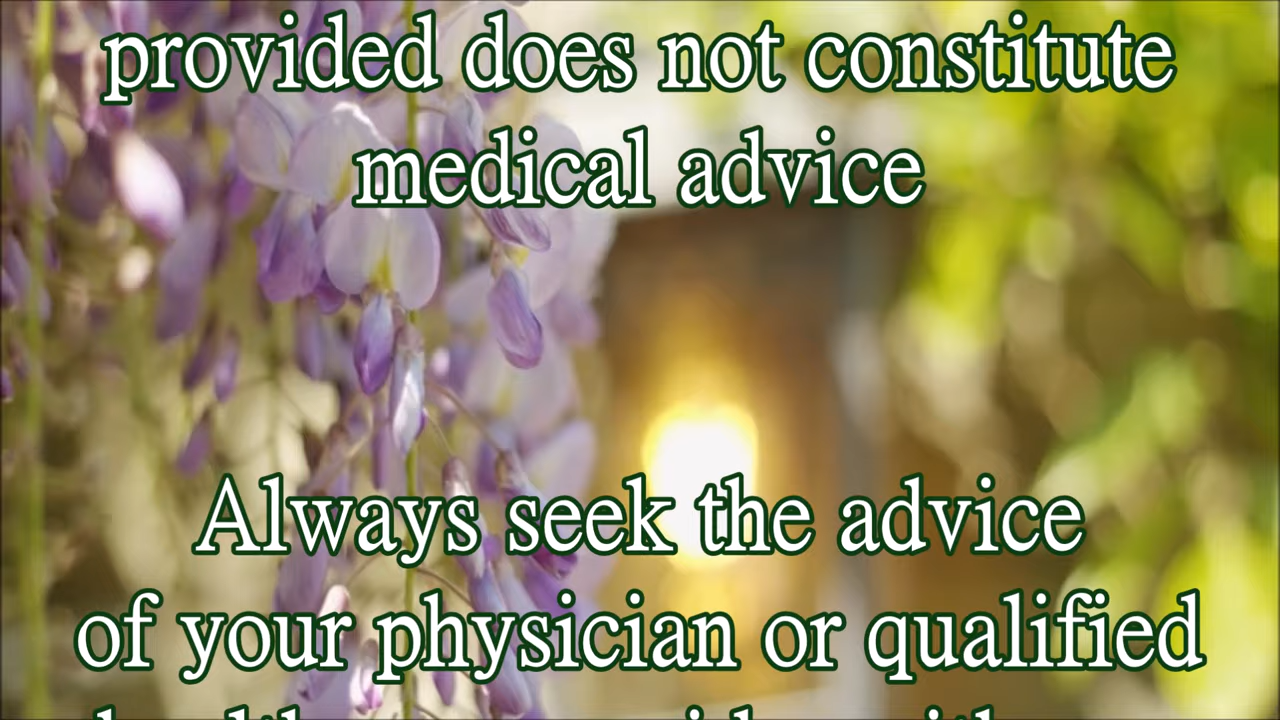 provided does not constitute
medical advice
Always seek the advice
of your physician or qualified